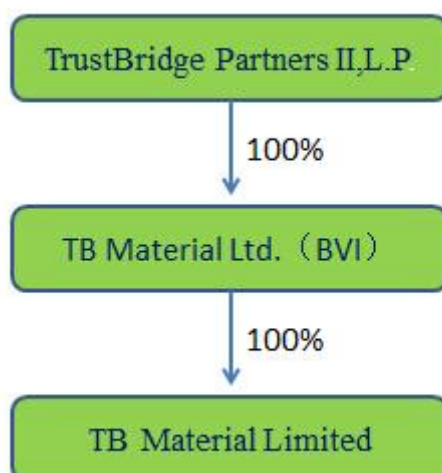 TrustBridge Partners II,L.P.
100%
TB Material Ltd.（BVI）
100%
TB Material Limited